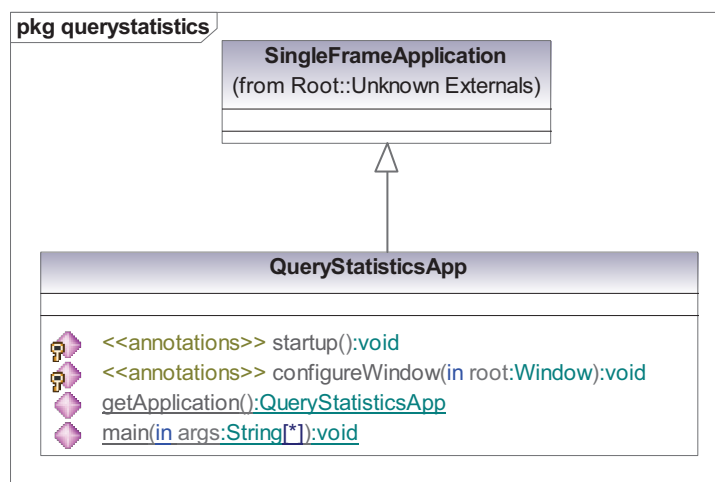 pkg querystatistics
SingleFrameApplication
(from Root::Unknown Externals)
QueryStatisticsApp
<<annotations>> startup():void
<<annotations>> configureWindow(in root:Window):void
getApplication():QueryStatisticsApp
main(in args:String[*]):void